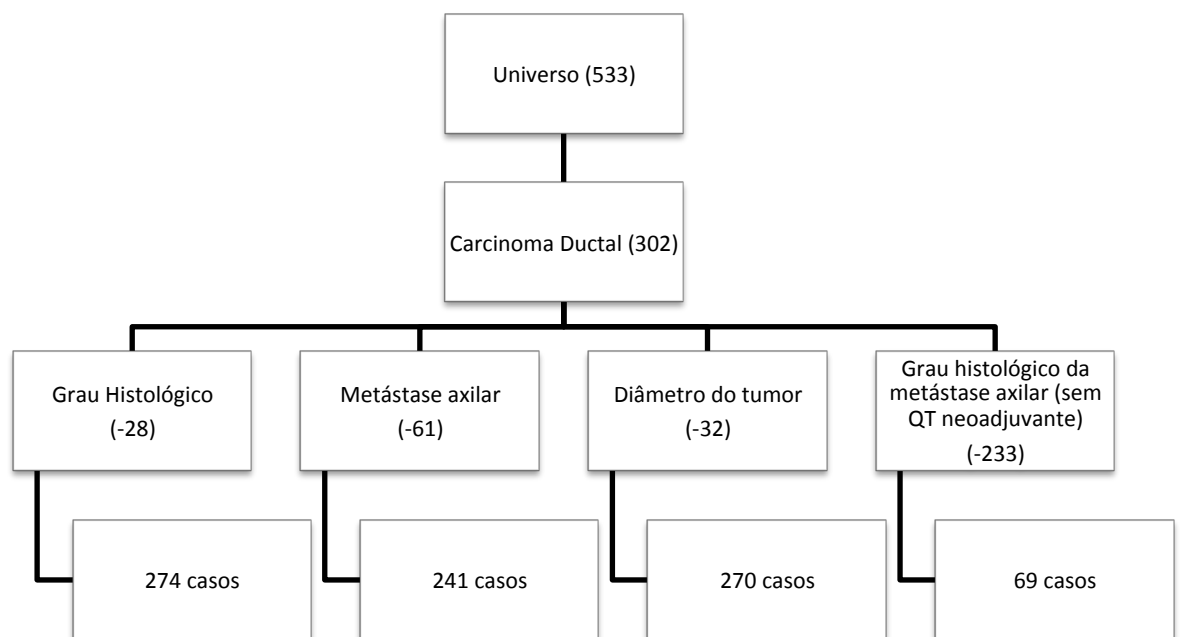 Universo (533)
Carcinoma Ductal (302)
Grau Histológico
(-28)
Metástase axilar
(-61)
Diâmetro do tumor
(-32)
Grau histológico da
metástase axilar (sem
QT neoadjuvante)
(-233)
274 casos
241 casos
270 casos
69 casos